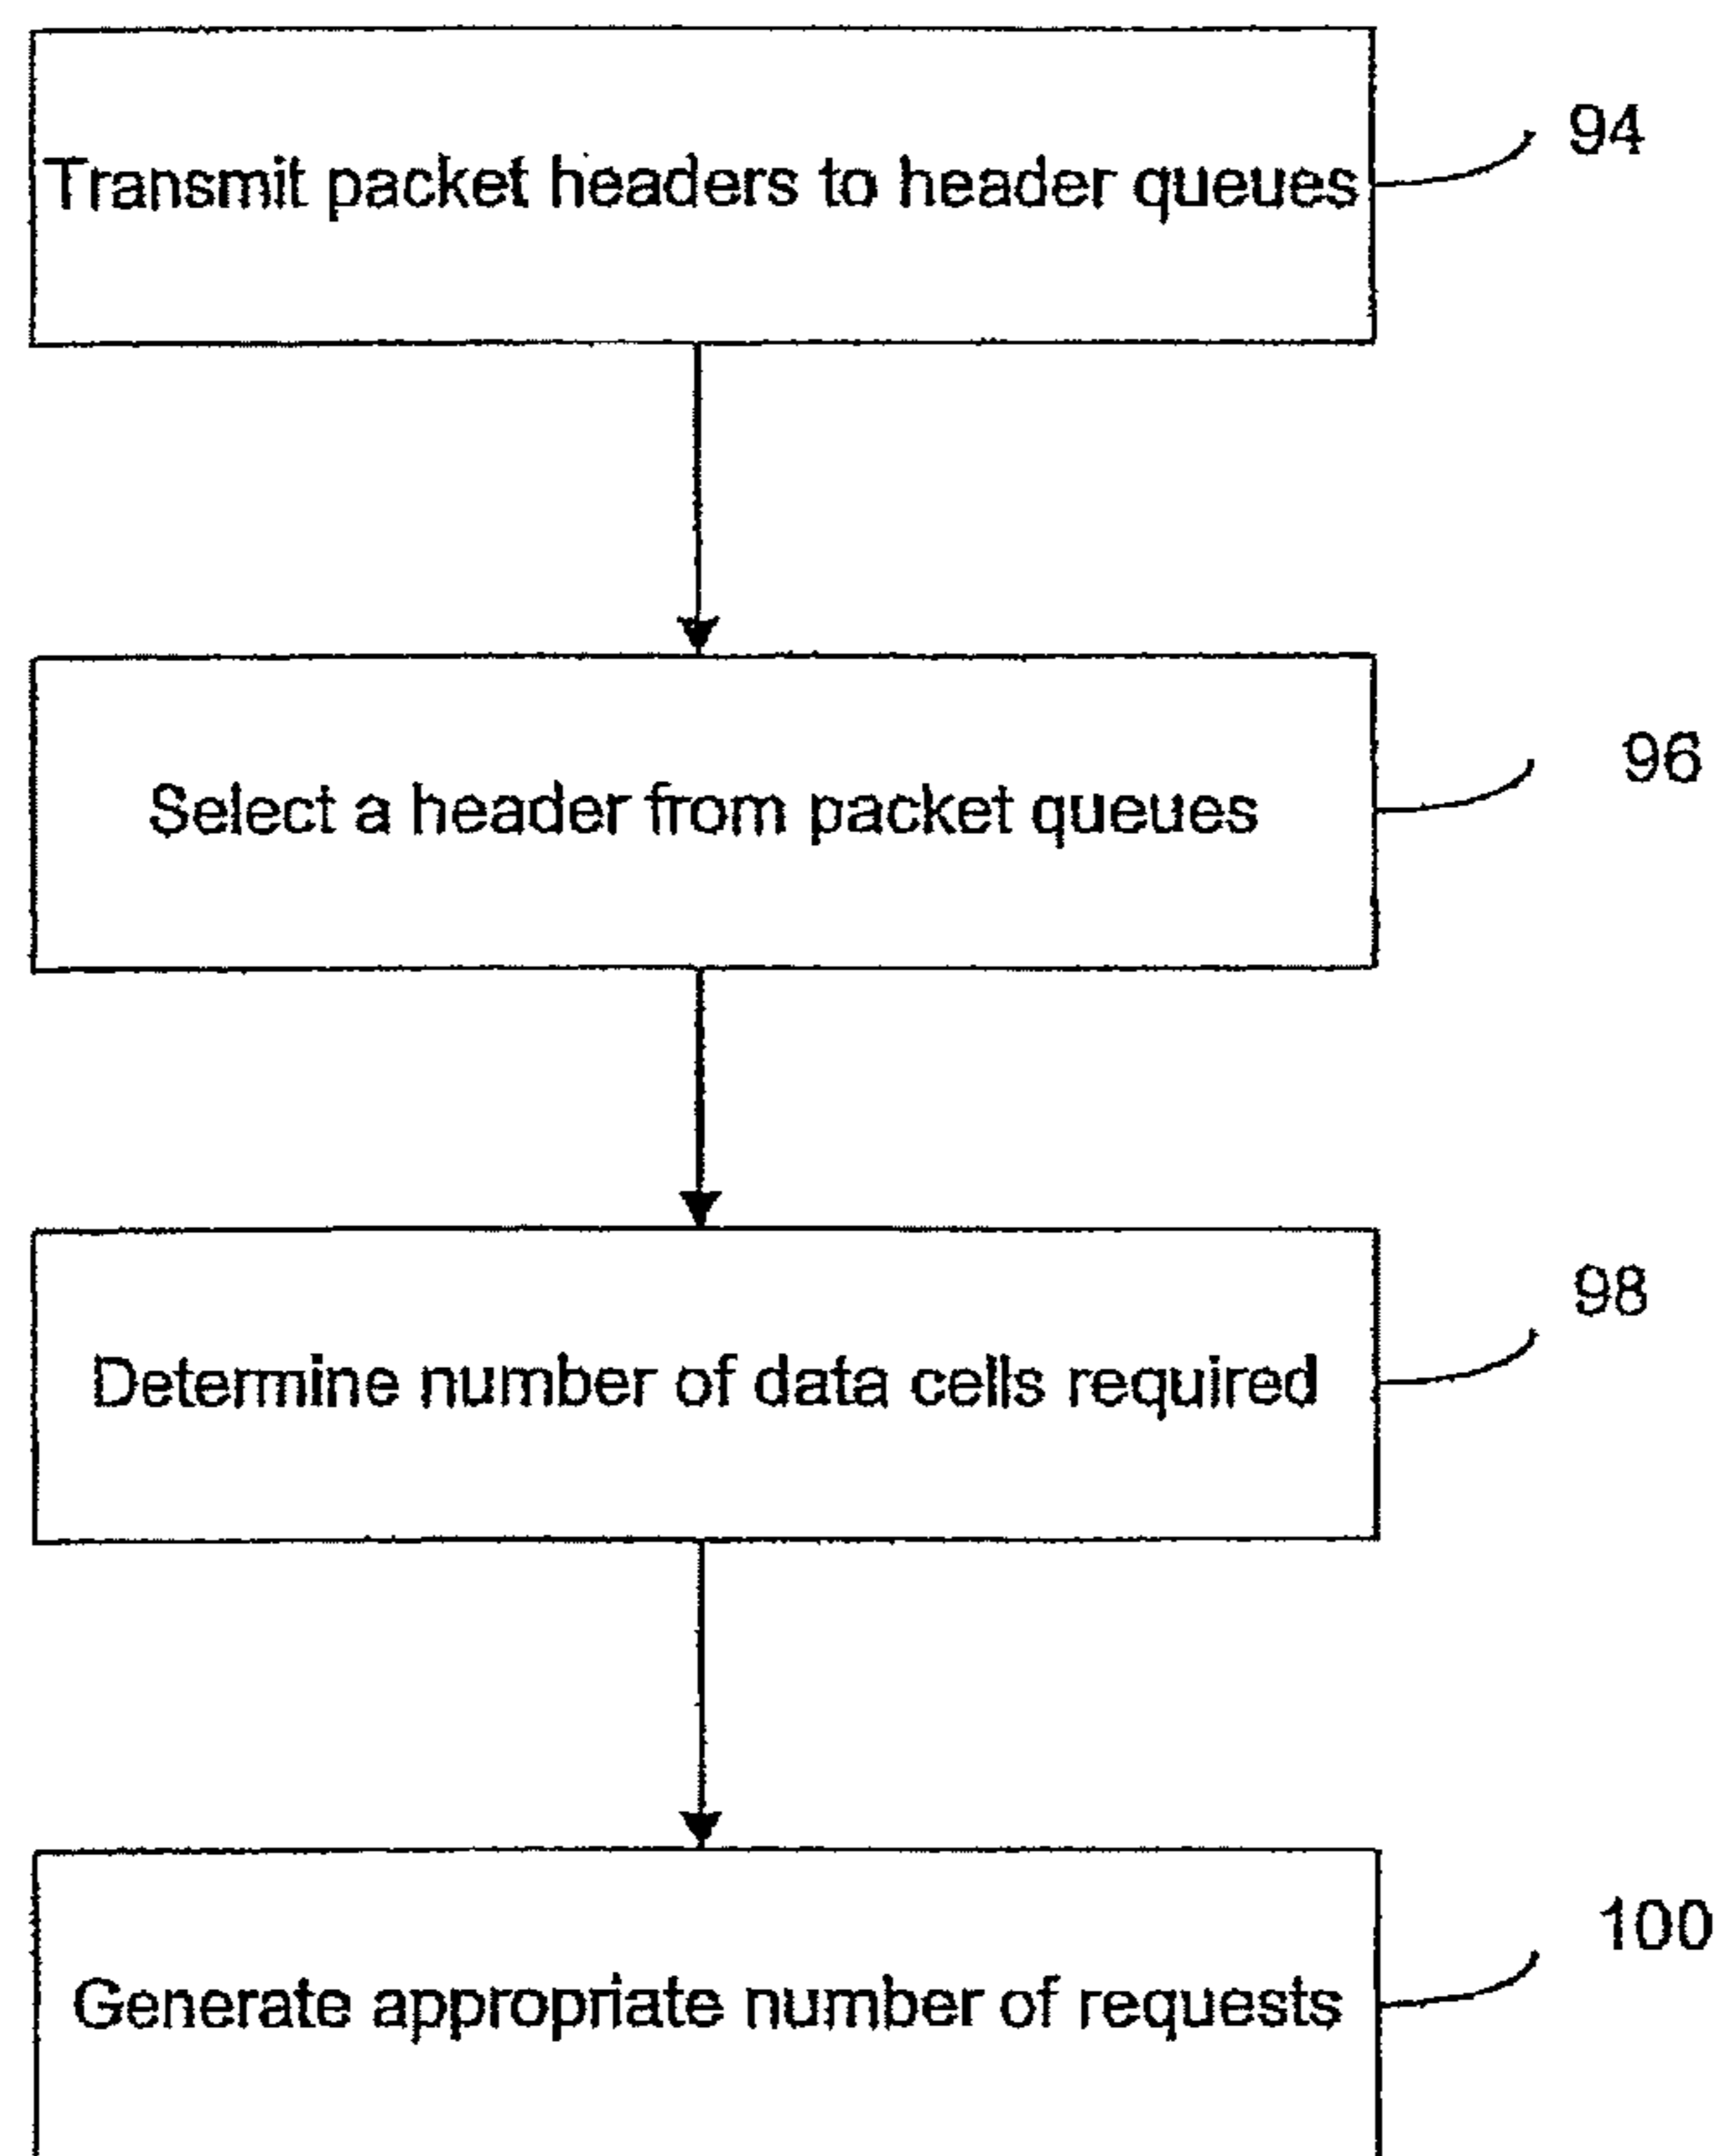 Transmit packet headers to header queues
94
Select a header from packet queues
96
Determine number of data cells required
98
Generate appropriate number of requests
100